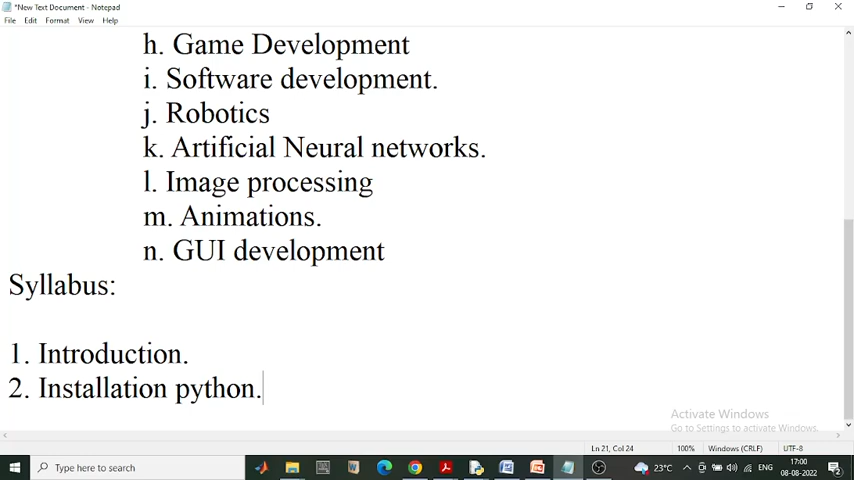 *New Text Document - Notepad
File Edit Format View Help
h. Game Development
i. Software development.
j. Robotics
k. Artificial Neural networks.
l. Image processing
m. Animations.
n. GUI development
Syllabus:
1. Introduction.
2. Installation python.
Activate Windows
Go to Settings to activate Windows.
Ln 21, Col 24 100% Windows (CRLF) UTF-8
Type here to search
23°C ENG 17:00
08-08-2022 2